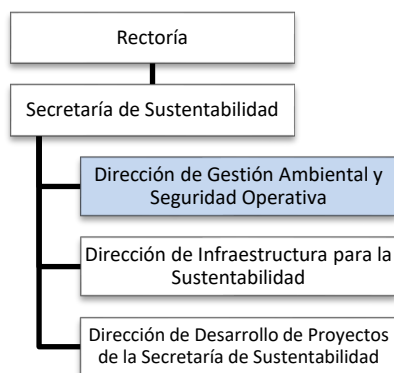 Rectoría
Secretaría de Sustentabilidad
Dirección de Gestión Ambiental y
Seguridad Operativa
Dirección de Infraestructura para la
Sustentabilidad
Dirección de Desarrollo de Proyectos
de la Secretaría de Sustentabilidad